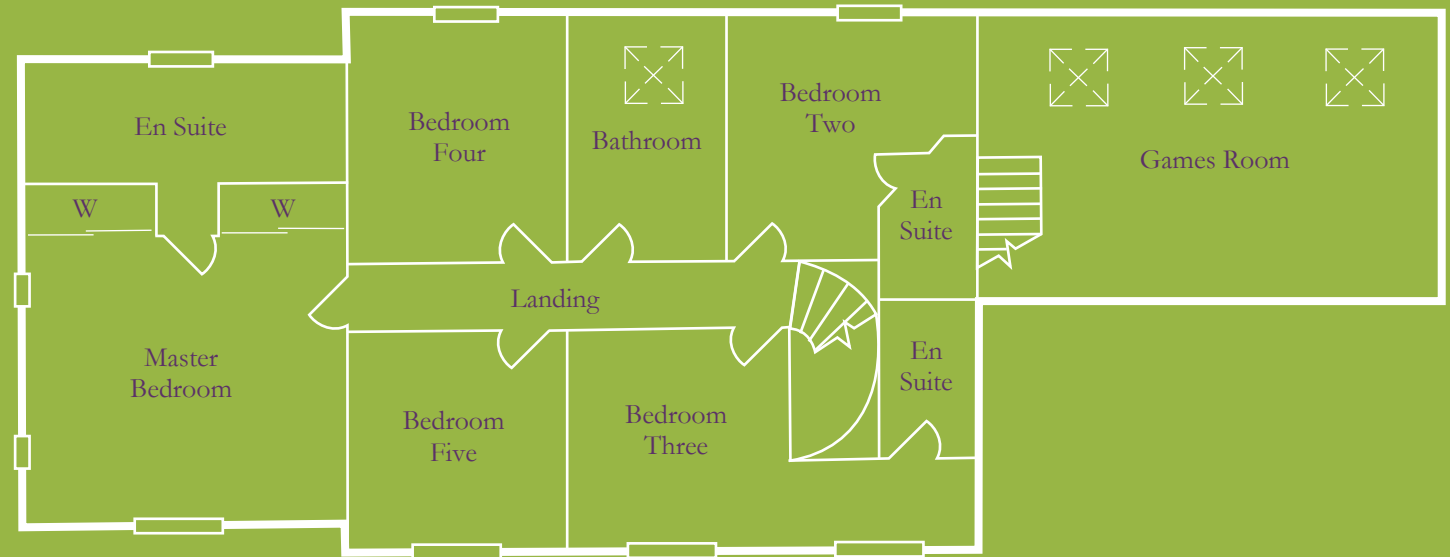 En Suite
W
W
Master
Bedroom
Bedroom
Four
Bathroom
Bedroom
Two
En
Suite
Games Room
Landing
Bedroom
Five
Bedroom
Three
En
Suite